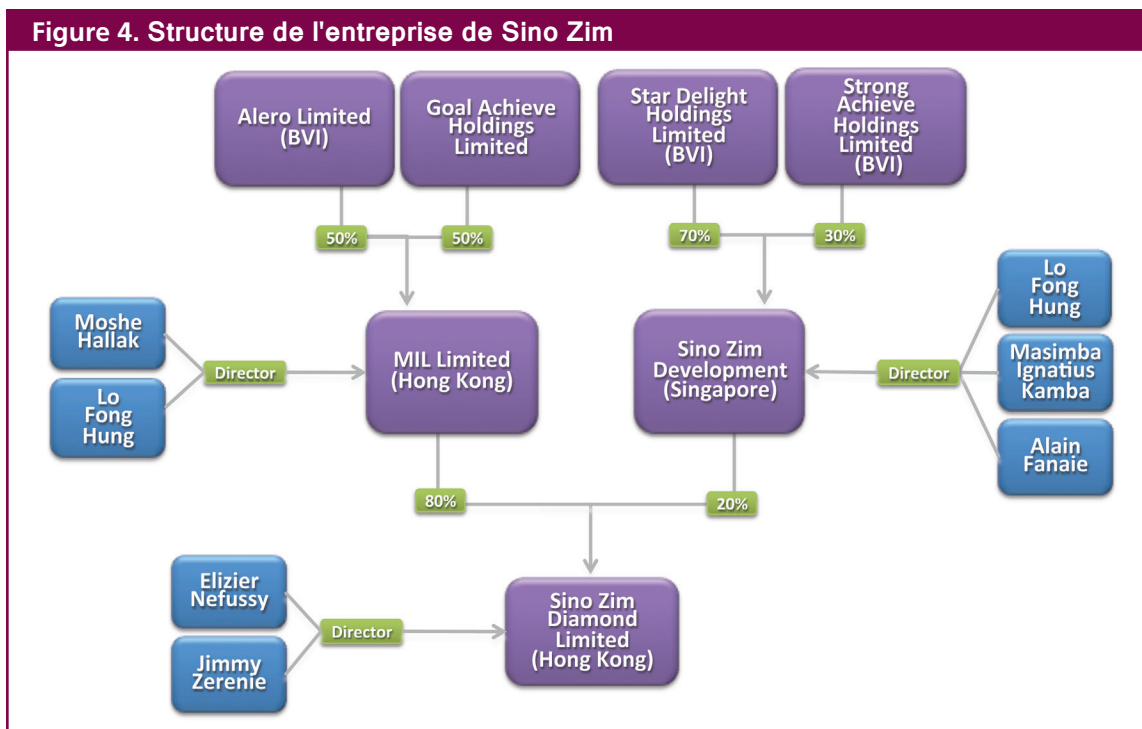 Figure 4. Structure de l'entreprise de Sino Zim
Alero Limited
(BVI)
Goal Achieve
Holdings
Limited
Star Delight
Holdings
Limited
(BVI)
Strong
Achieve
Holdings
Limited
(BVI)
50%
50%
70%
30%
Moshe
Hallak
Lo
Fong
Hung
Director
MIL Limited
(Hong Kong)
Sino Zim
Development
(Singapore)
Director
Lo
Fong
Hung
Masimba
Ignatius
Kamba
Alain
Fanaie
80%
20%
Elizier
Nefussy
Jimmy
Zerenie
Director
Sino Zim
Diamond
Limited
(Hong Kong)